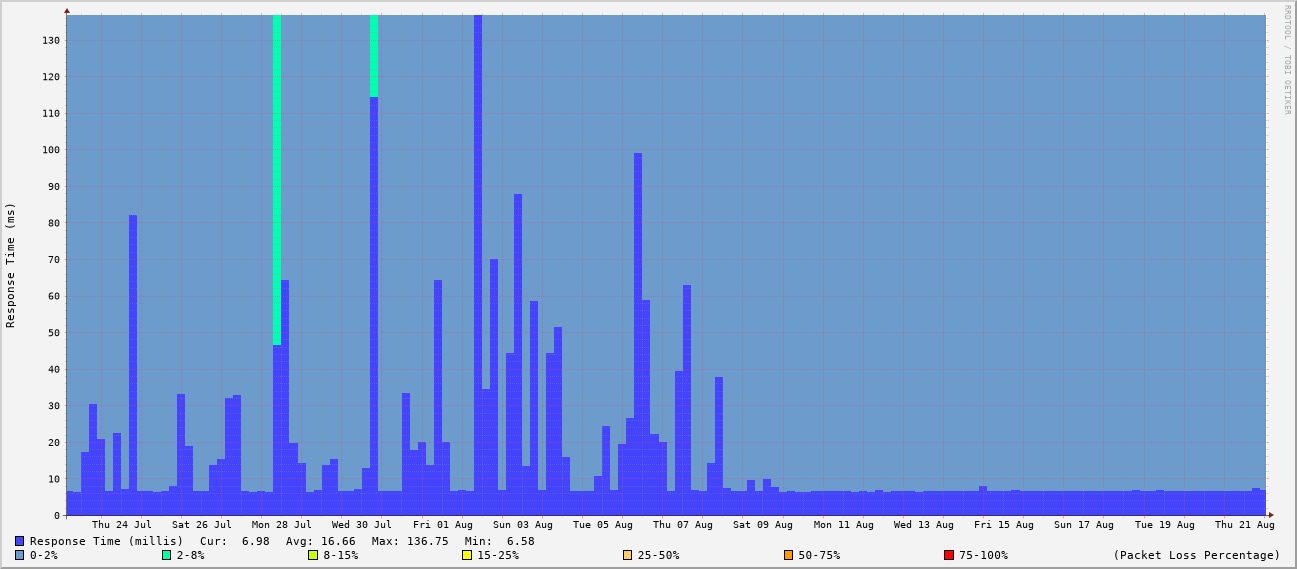 RRDTOOL / TOBI OETIKER
Response Time (ms)
130
120
110
100
90
80
70
60
50
40
30
20
10
0
Thu 24 Jul Sat 26 Jul Mon 28 Jul Wed 30 Jul Fri 01 Aug Sun 03 Aug Tue 05 Aug Thu 07 Aug Sat 09 Aug Mon 11 Aug Wed 13 Aug Fri 15 Aug Sun 17 Aug Tue 19 Aug Thu 21 Aug
Response Time (millis) Cur: 6.98 Avg: 16.66 Max: 136.75 Min: 6.58
0-2% 2-8% 8-15% 15-25% 25-50% 50-75% 75-100% (Packet Loss Percentage)